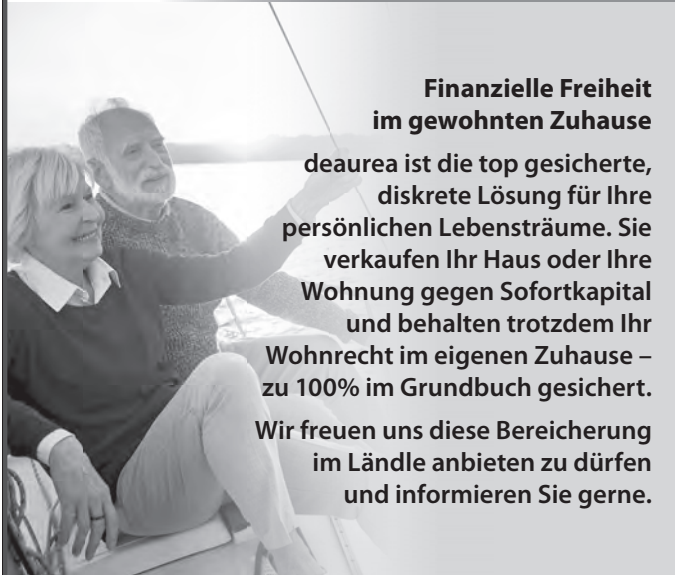 Finanzielle Freiheit
im gewohnten Zuhause
deaurea ist die top gesicherte,
diskrete Lösung für Ihre
persönlichen Lebensträume. Sie
verkaufen Ihr Haus oder Ihre
Wohnung gegen Sofortkapital
und behalten trotzdem Ihr
Wohnrecht im eigenen Zuhause –
zu 100% im Grundbuch gesichert.
Wir freuen uns diese Bereicherung
im Ländle anbieten zu dürfen
und informieren Sie gerne.